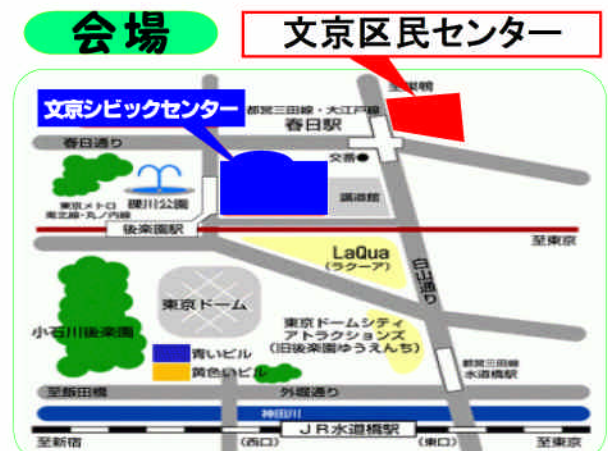 会場
文京区民センター
至巣鴨
文京シビックセンター
都営三田線・大江戸線
春日駅
春日通り
交番●
東京メトロ
南北線・丸ノ内線
礫川公園
講道館
後楽園駅
至東京
LaQua
(ラクーア)
白山通り
東京ドーム
小石川後楽園
東京ドームシティ
アトラクションズ
(旧後楽園ゆうえんち)
青いビル
黄色いビル
都営三田線
水道橋駅
至飯田橋
外堀通り
神田川
JR水道橋駅
至新宿
(西口)
(東口)
至東京